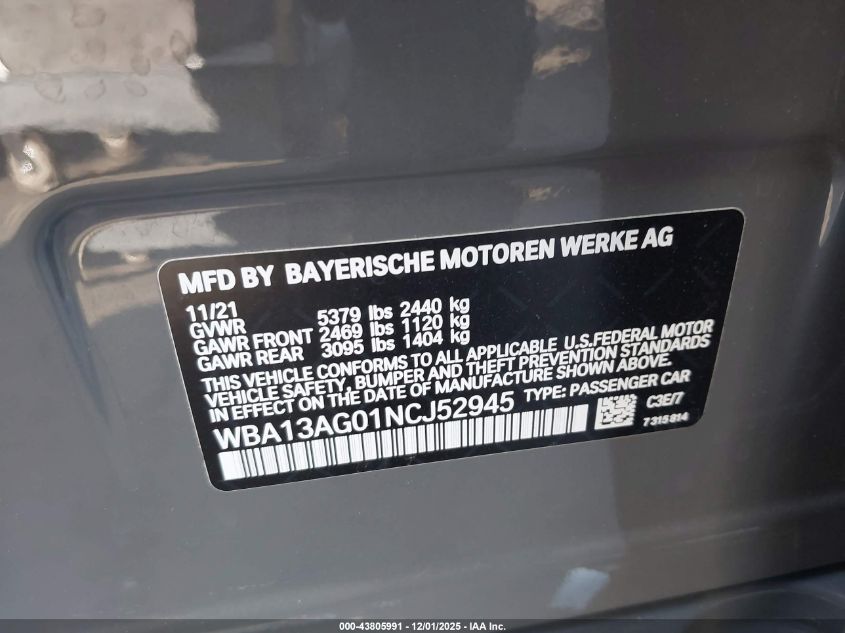 MFD BY BAYERISCHE MOTOREN WERKE AG
11/21
GVWR 5379 lbs 2440 kg
GAWR FRONT 2469 lbs 1120 kg
GAWR REAR 3095 lbs 1404 kg
THIS VEHICLE CONFORMS TO ALL APPLICABLE U.S.FEDERAL MOTOR
VEHICLE SAFETY, BUMPER AND THEFT PREVENTION STANDARDS
IN EFFECT ON THE DATE OF MANUFACTURE SHOWN ABOVE.
WBA13AG01NCJ52945 TYPE: PASSENGER CAR
C3E/7
7315814
000-43805991 - 12/01/2025 - IAA Inc.